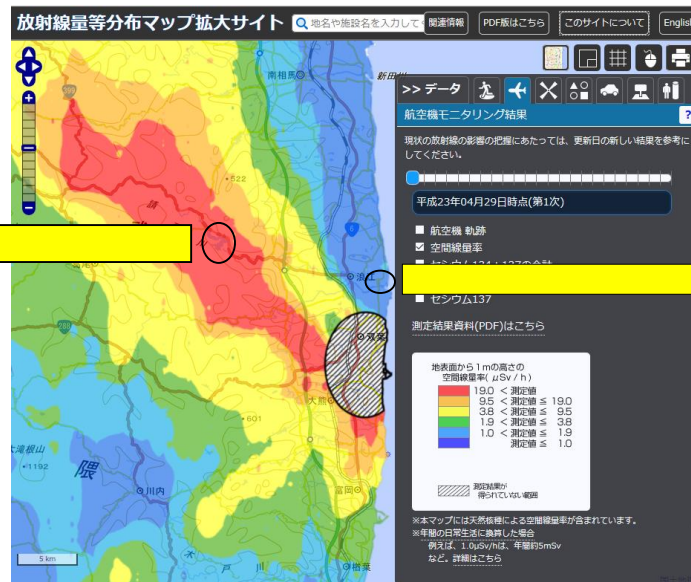 放射線量等分布マップ拡大サイト
地名や施設名を入力して
関連情報
PDF版はこちら
このサイトについて
English
>> データ
航空機モニタリング結果
?
現状の放射線の影響の把握にあたっては、更新日の新しい結果を参考に
してください。
平成23年04月29日時点(第1次)
航空機 軌跡
空間線量率
セシウム137
測定結果資料(PDF)はこちら
地表面から1mの高さの
空間線量率(μSv/h)
19.0 < 測定値
9.5 < 測定値 ≦ 19.0
3.8 < 測定値 ≦ 9.5
1.9 < 測定値 ≦ 3.8
1.0 < 測定値 ≦ 1.9
測定値 ≦ 1.0
測定結果が
得られていない範囲
※本マップには天然核種による空間線量率が含まれています。
※年間の日常生活に換算した場合
例えば、1.0μSv/hは、年間約5mSv
など。詳細はこちら
南相馬
新田川
399
・522
請
6
浪江
288
双葉
大熊
・601
大滝根山
・1192
隈
川内
富岡
戸
川
楢葉
5 km